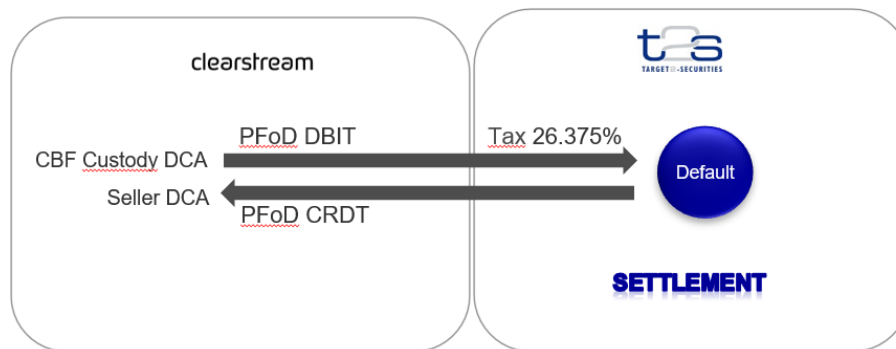 clearstream
t2s
TARGET2-SECURITIES
PFoD DBIT
Tax 26.375%
CBF Custody DCA
Default
Seller DCA
PFoD CRDT
SETTLEMENT